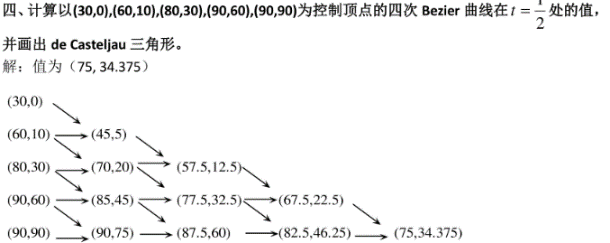 四、计算以(30,0),(60,10),(80,30),(90,60),(90,90)为控制顶点的四次 Bezier 曲线在 t = 1/2 处的值,
并画出 de Casteljau 三角形。
解：值为（75, 34.375）
(30,0)
(60,10) (45,5)
(80,30) (70,20) (57.5,12.5)
(90,60) (85,45) (77.5,32.5) (67.5,22.5)
(90,90) (90,75) (87.5,60) (82.5,46.25) (75,34.375)